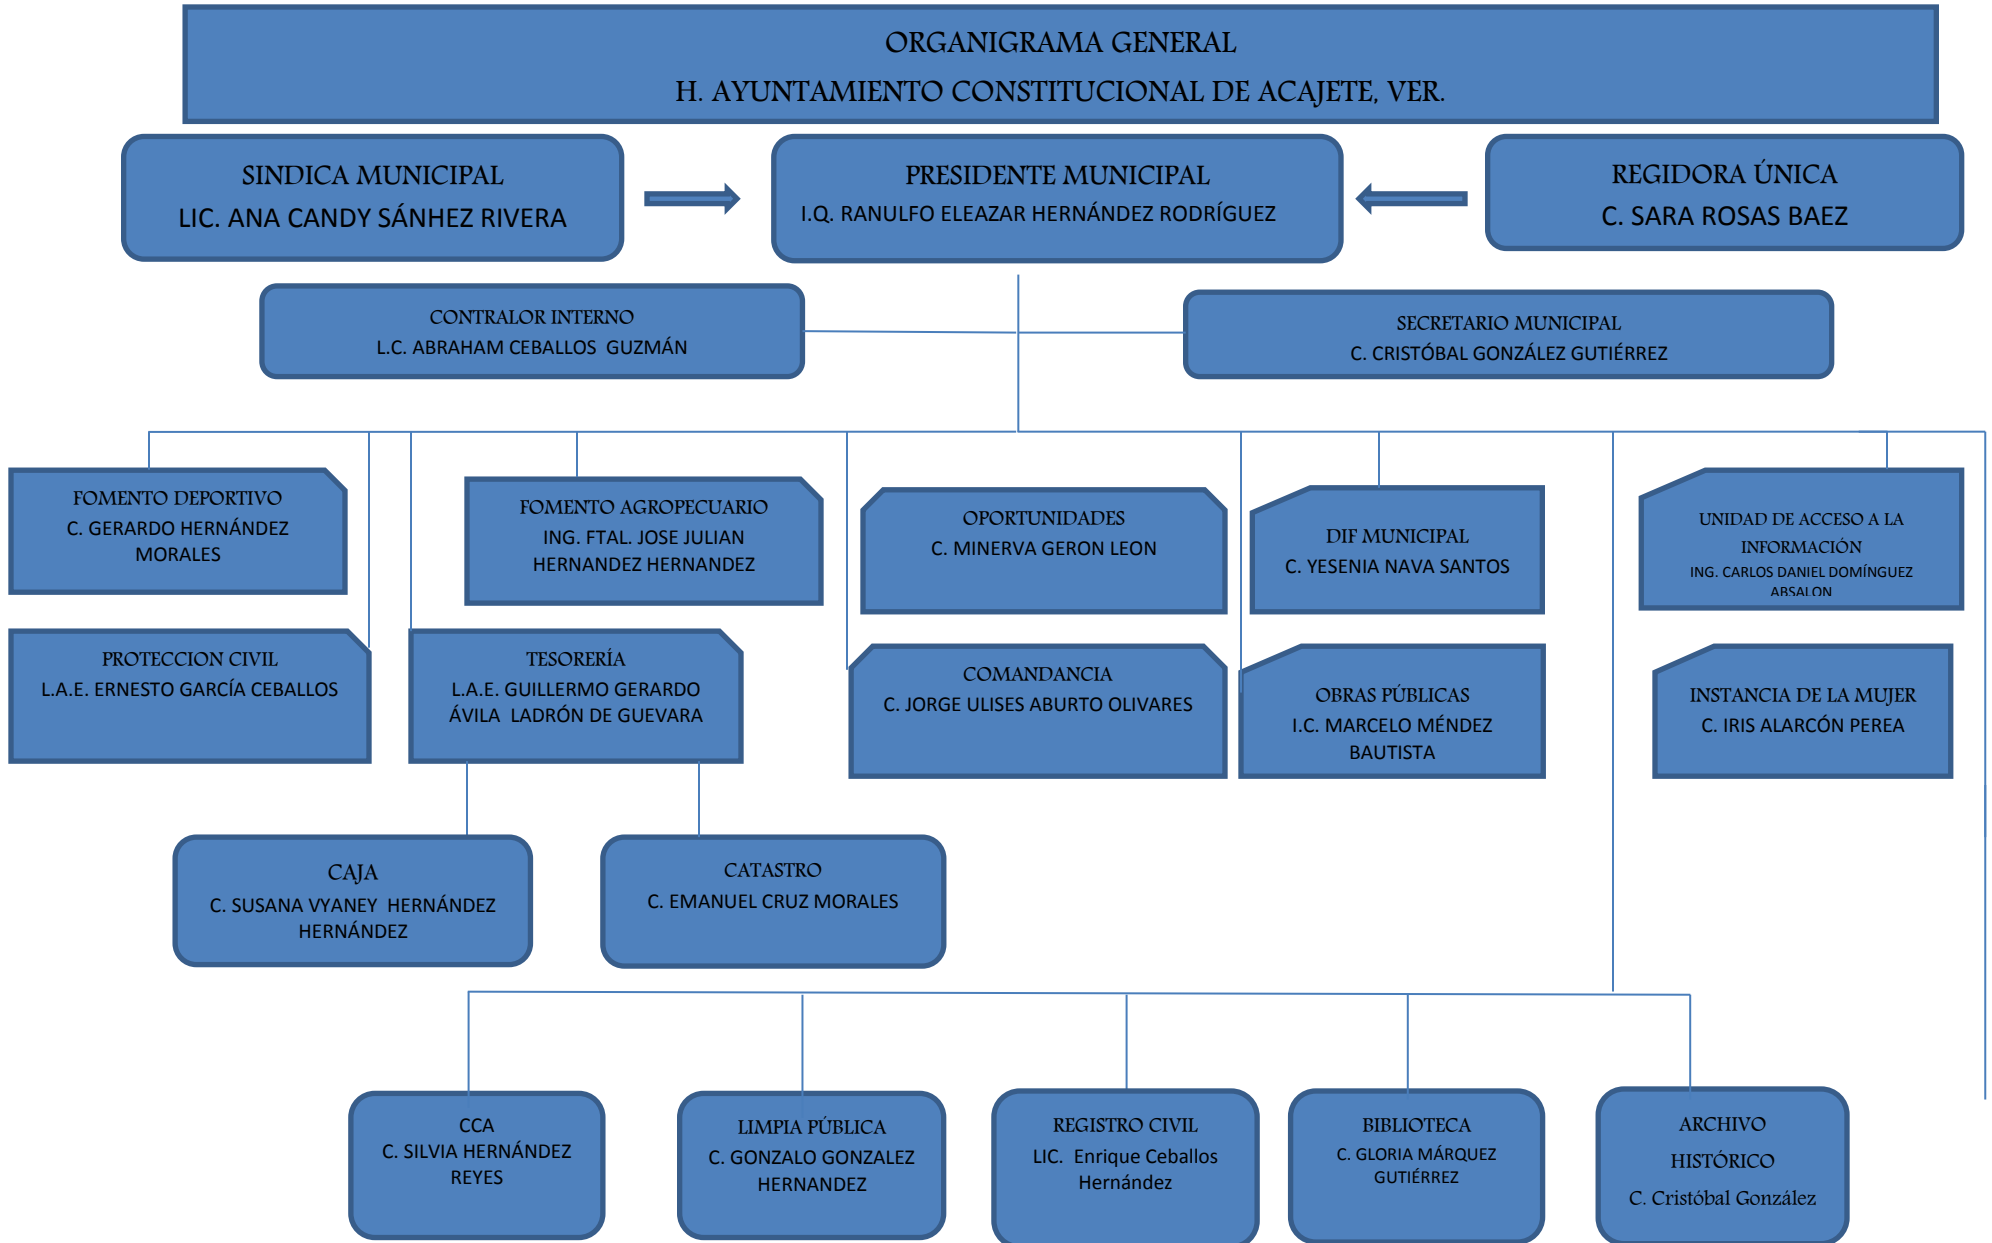 ORGANIGRAMA GENERAL
H. AYUNTAMIENTO CONSTITUCIONAL DE ACAJETE, VER.
SINDICA MUNICIPAL
LIC. ANA CANDY SÁNHEZ RIVERA
PRESIDENTE MUNICIPAL
I.Q. RANULFO ELEAZAR HERNÁNDEZ RODRÍGUEZ
REGIDORA ÚNICA
C. SARA ROSAS BAEZ
CONTRALOR INTERNO
L.C. ABRAHAM CEBALLOS GUZMÁN
SECRETARIO MUNICIPAL
C. CRISTÓBAL GONZÁLEZ GUTIÉRREZ
FOMENTO DEPORTIVO
C. GERARDO HERNÁNDEZ
MORALES
FOMENTO AGROPECUARIO
ING. FTAL. JOSE JULIAN
HERNANDEZ HERNANDEZ
OPORTUNIDADES
C. MINERVA GERON LEON
DIF MUNICIPAL
C. YESENIA NAVA SANTOS
UNIDAD DE ACCESO A LA
INFORMACIÓN
ING. CARLOS DANIEL DOMÍNGUEZ
ABSALON
PROTECCION CIVIL
L.A.E. ERNESTO GARCÍA CEBALLOS
TESORERÍA
L.A.E. GUILLERMO GERARDO
ÁVILA LADRÓN DE GUEVARA
COMANDANCIA
C. JORGE ULISES ABURTO OLIVARES
OBRAS PÚBLICAS
I.C. MARCELO MÉNDEZ
BAUTISTA
INSTANCIA DE LA MUJER
C. IRIS ALARCÓN PEREA
CAJA
C. SUSANA VYANEY HERNÁNDEZ
HERNÁNDEZ
CATASTRO
C. EMANUEL CRUZ MORALES
CCA
C. SILVIA HERNÁNDEZ
REYES
LIMPIA PÚBLICA
C. GONZALO GONZALEZ
HERNANDEZ
REGISTRO CIVIL
LIC. Enrique Ceballos
Hernández
BIBLIOTECA
C. GLORIA MÁRQUEZ
GUTIÉRREZ
ARCHIVO
HISTÓRICO
C. Cristóbal González